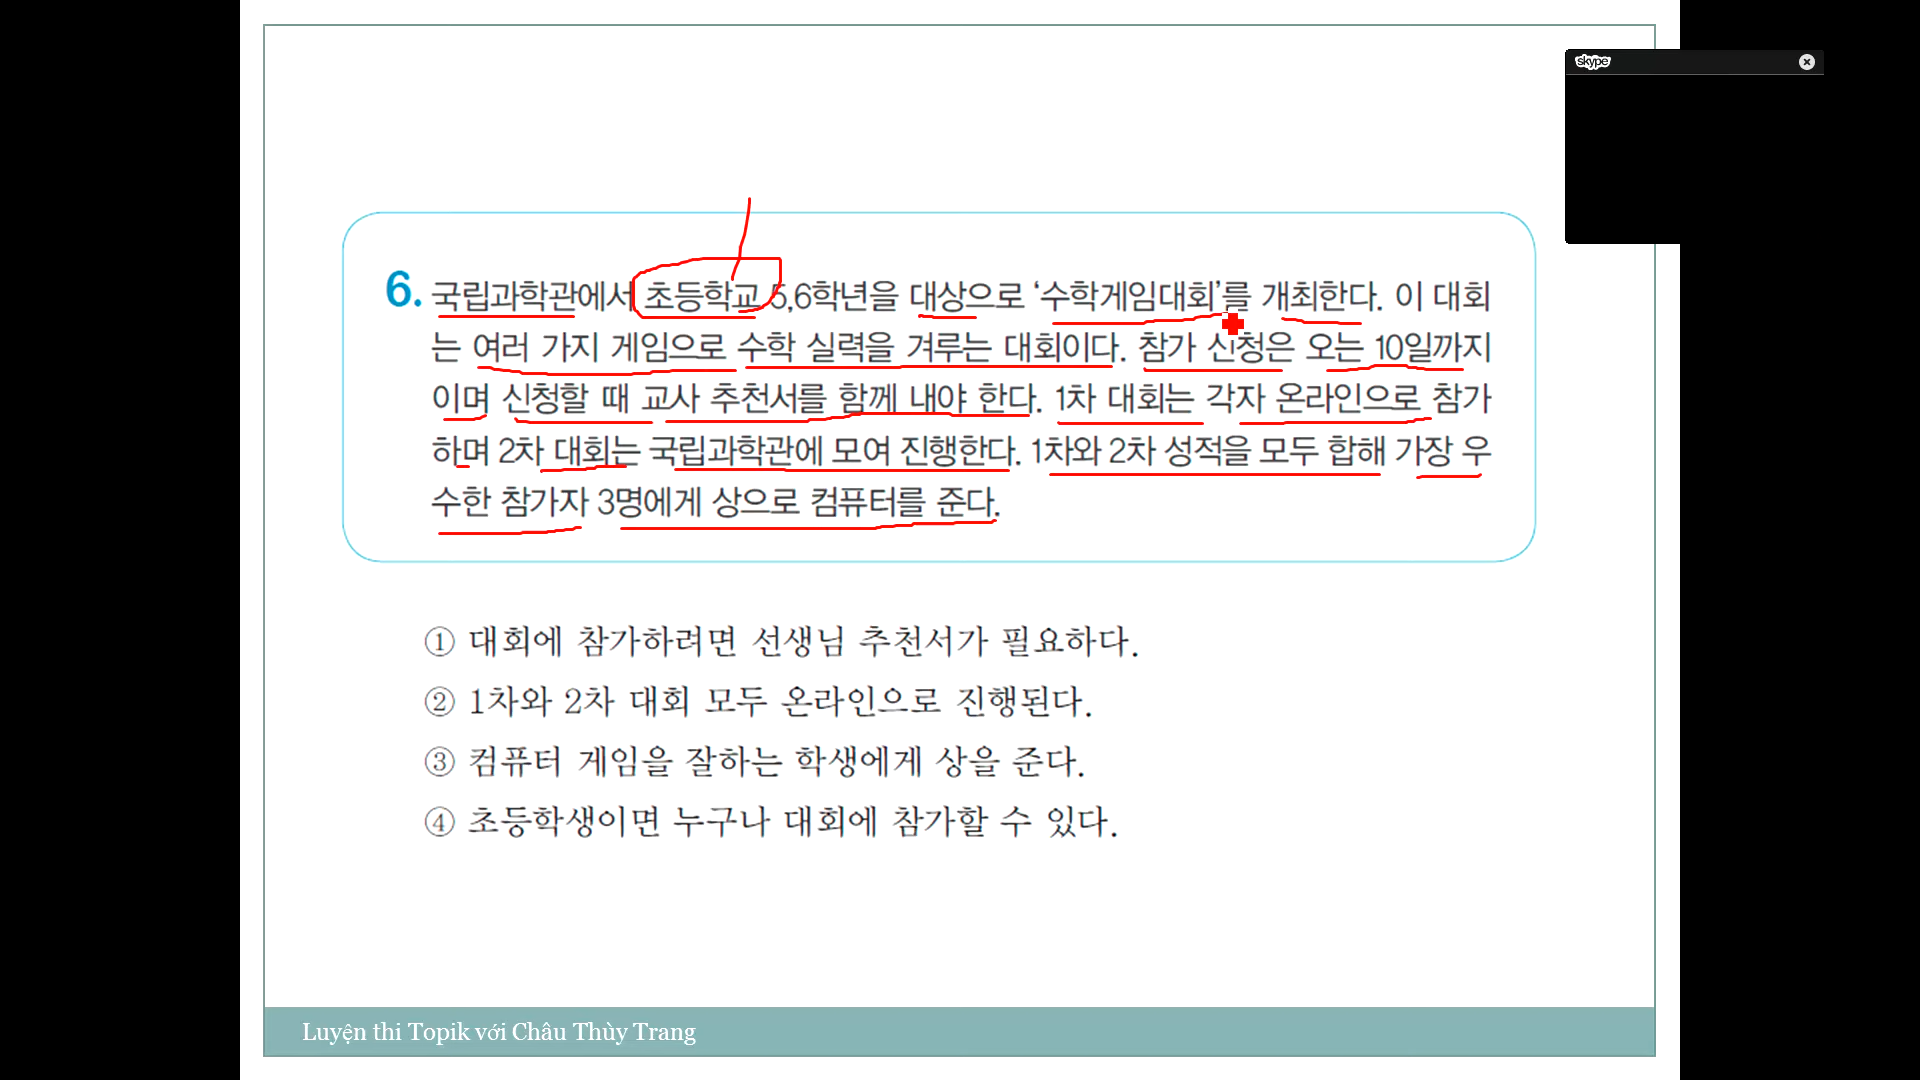 skype
6. 국립과학관에서 초등학교 5,6학년을 대상으로 ‘수학게임대회’를 개최한다. 이 대회
는 여러 가지 게임으로 수학 실력을 겨루는 대회이다. 참가 신청은 오는 10일까지
이며 신청할 때 교사 추천서를 함께 내야 한다. 1차 대회는 각자 온라인으로 참가
하며 2차 대회는 국립과학관에 모여 진행한다. 1차와 2차 성적을 모두 합해 가장 우
수한 참가자 3명에게 상으로 컴퓨터를 준다.
① 대회에 참가하려면 선생님 추천서가 필요하다.
② 1차와 2차 대회 모두 온라인으로 진행된다.
③ 컴퓨터 게임을 잘하는 학생에게 상을 준다.
④ 초등학생이면 누구나 대회에 참가할 수 있다.
Luyện thi Topik với Châu Thùy Trang